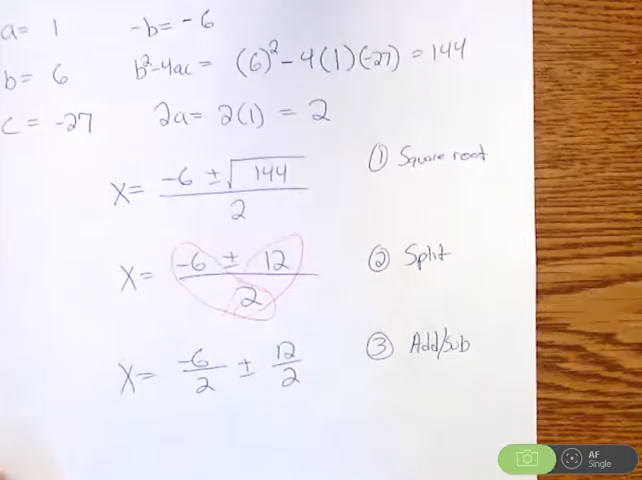 a= 1 -b= -6
b= 6 b²-4ac = (6)² - 4(1)(-27) = 144
c = -27 2a= 2(1) = 2
① Square root
x= -6 ± √144 / 2
② Split
x= -6 ± 12 / 2
③ Add/sub
x= -6/2 ± 12/2
AF
Single